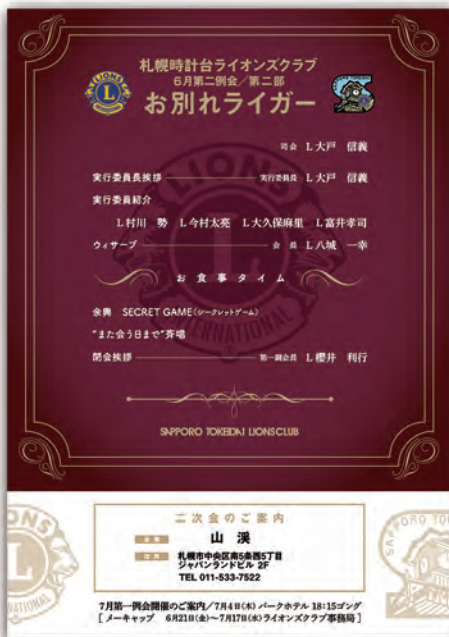 札幌時計台ライオンズクラブ
6月第二例会／第二部
お別れライガー
LIONS
L
INTERNATIONAL
司会 L大戸 信義
実行委員長挨拶 実行委員長 L大戸 信義
実行委員紹介
L村川 勢 L今村太亮 L大久保麻里 L富井孝司
ウィサーブ 会長 L八城 一幸
お食事タイム
余興 SECRET GAME(シークレットゲーム)
"また会う日まで"斉唱
閉会挨拶 第一副会長 L櫻井 利行
SAPPORO TOKEIDAI LIONSCLUB
二次会のご案内
会場 山渓
住所 札幌市中央区南5条西5丁目
ジャパンランドビル 2F
TEL 011-533-7522
7月第一例会開催のご案内／7月4日(木) パークホテル 18:15ゴング
[ メーキャップ 6月21日(金)～7月17日(水)ライオンズクラブ事務局 ]